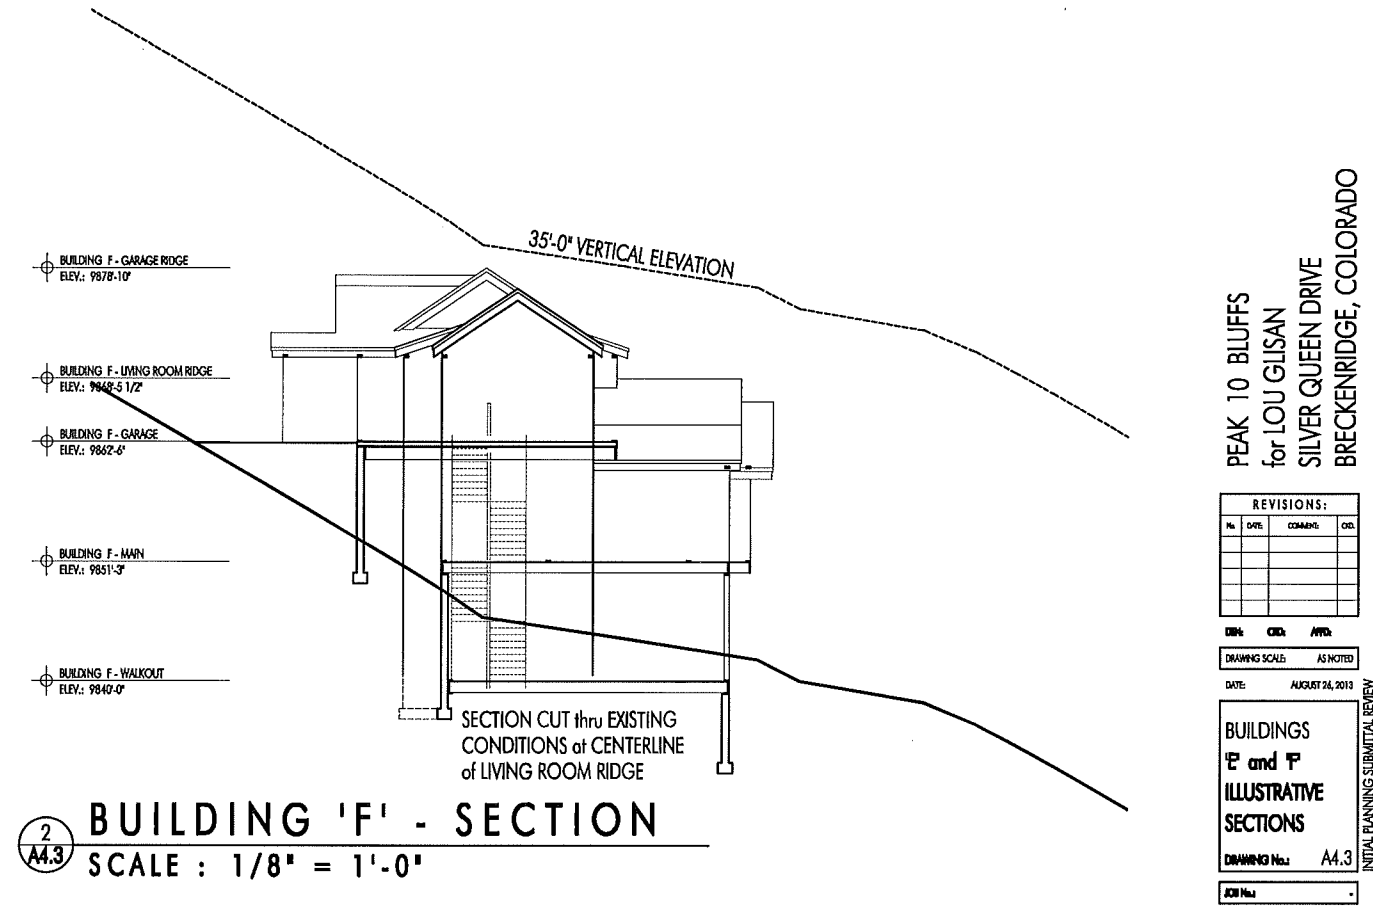 35'-0" VERTICAL ELEVATION
BUILDING F - GARAGE RIDGE
ELEV.: 9878'-10"
BUILDING F - LIVING ROOM RIDGE
ELEV.: 9868'-5 1/2"
BUILDING F - GARAGE
ELEV.: 9862'-6"
BUILDING F - MAIN
ELEV.: 9851'-3"
BUILDING F - WALKOUT
ELEV.: 9840'-0"
SECTION CUT thru EXISTING
CONDITIONS at CENTERLINE
of LIVING ROOM RIDGE
2
A4.3
BUILDING 'F' - SECTION
SCALE : 1/8" = 1'-0"
PEAK 10 BLUFFS
for LOU GLISAN
SILVER QUEEN DRIVE
BRECKENRIDGE, COLORADO
REVISIONS:
No. DATE: COMMENT: CKD.
DRN: CKD: APPD:
DRAWING SCALE: AS NOTED
DATE: AUGUST 26, 2013
BUILDINGS
'E' and 'F'
ILLUSTRATIVE
SECTIONS
DRAWING No.: A4.3
JOB No.: -
INITIAL PLANNING SUBMITTAL REVIEW